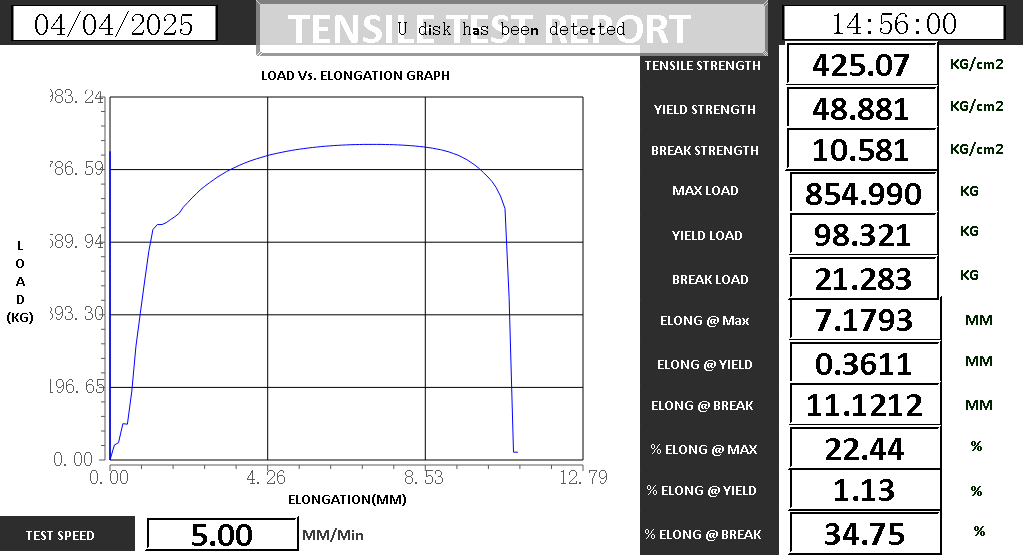 04/04/2025
TENSILE TEST REPORT
U disk has been detected
14:56:00
LOAD Vs. ELONGATION GRAPH
983.24
786.59
589.94
393.30
196.65
0.00
LOAD
(KG)
0.00 4.26 8.53 12.79
ELONGATION(MM)
TEST SPEED 5.00 MM/Min
TENSILE STRENGTH 425.07 KG/cm2
YIELD STRENGTH 48.881 KG/cm2
BREAK STRENGTH 10.581 KG/cm2
MAX LOAD 854.990 KG
YIELD LOAD 98.321 KG
BREAK LOAD 21.283 KG
ELONG @ Max 7.1793 MM
ELONG @ YIELD 0.3611 MM
ELONG @ BREAK 11.1212 MM
% ELONG @ MAX 22.44 %
% ELONG @ YIELD 1.13 %
% ELONG @ BREAK 34.75 %